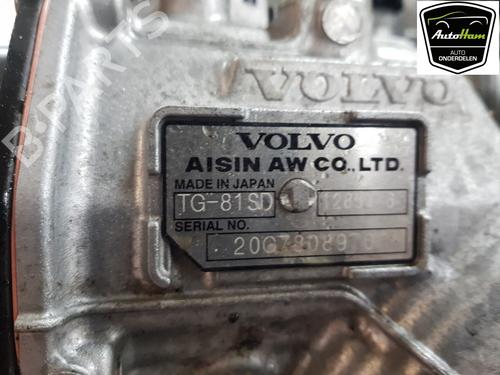 AutoHam
AUTO
ONDERDELEN
B-PARTS
VOLVO
VOLVO
AISIN AW CO.,LTD.
MADE IN JAPAN
TG-81SD
SERIAL NO.